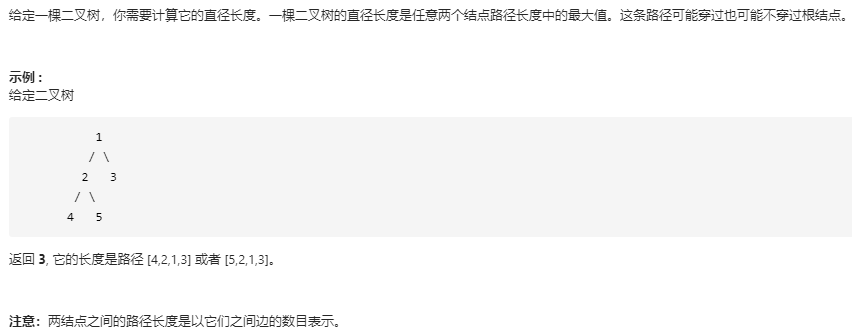 给定一棵二叉树，你需要计算它的直径长度。一棵二叉树的直径长度是任意两个结点路径长度中的最大值。这条路径可能穿过也可能不穿过根结点。
示例 :
给定二叉树
1
/ \
2   3
/ \
4   5
返回 3, 它的长度是路径 [4,2,1,3] 或者 [5,2,1,3]。
注意：两结点之间的路径长度是以它们之间边的数目表示。